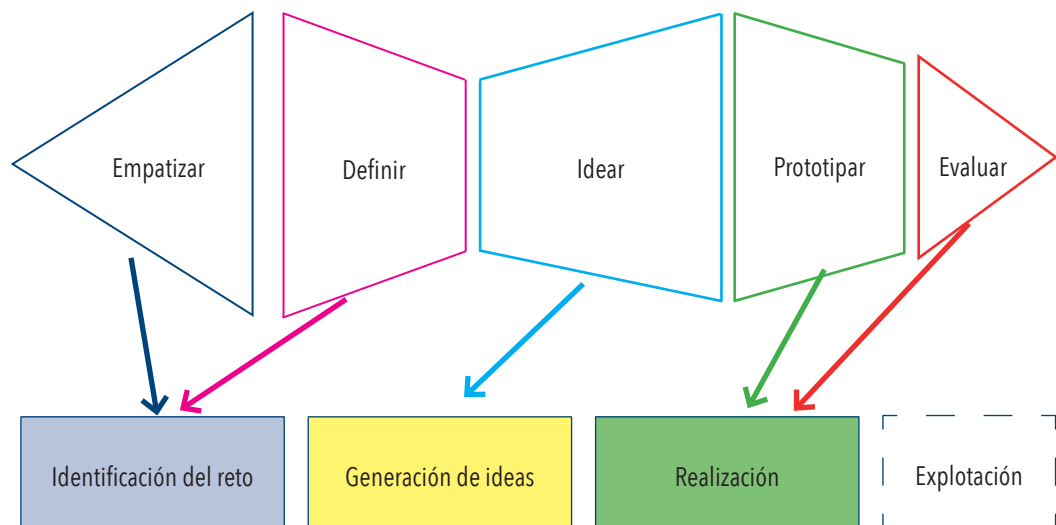 Empatizar
Definir
Idear
Prototipar
Evaluar
Identificación del reto
Generación de ideas
Realización
Explotación